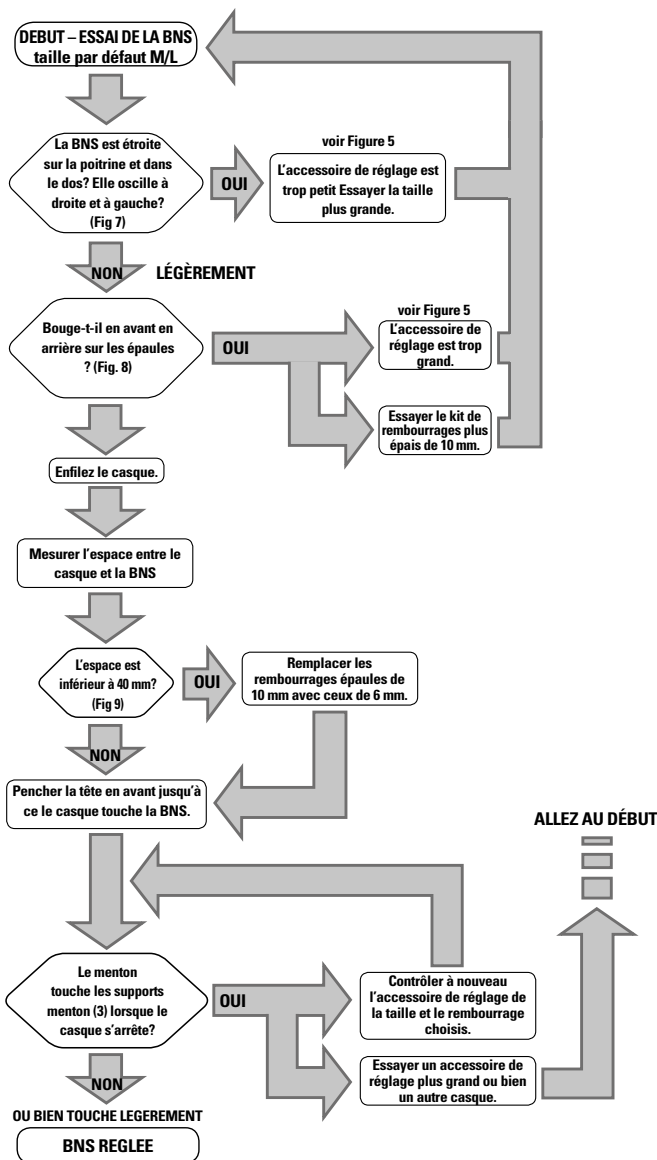 DEBUT – ESSAI DE LA BNS
taille par défaut M/L
La BNS est étroite
sur la poitrine et dans
le dos? Elle oscille à
droite et à gauche?
(Fig 7)
OUI
voir Figure 5
L'accessoire de réglage est
trop petit Essayer la taille
plus grande.
NON
LÉGÈREMENT
Bouge-t-il en avant en
arrière sur les épaules
? (Fig. 8)
OUI
voir Figure 5
L'accessoire de
réglage est trop
grand.
Essayer le kit de
rembourrages plus
épais de 10 mm.
Enfilez le casque.
Mesurer l'espace entre le
casque et la BNS
L'espace est
inférieur à 40 mm?
(Fig 9)
OUI
Remplacer les
rembourrages épaules de
10 mm avec ceux de 6 mm.
NON
Pencher la tête en avant jusqu'à
ce le casque touche la BNS.
ALLEZ AU DÉBUT
Le menton
touche les supports
menton (3) lorsque le
casque s'arrête?
OUI
Contrôler à nouveau
l'accessoire de réglage de
la taille et le rembourrage
choisis.
Essayer un accessoire de
réglage plus grand ou bien
un autre casque.
NON
OU BIEN TOUCHE LEGEREMENT
BNS REGLEE